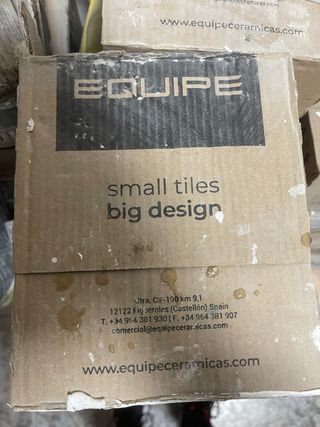 www.equipeceramicas.com
EQUIPE
small tiles
big design
ctra, CV-190 km 9,1
12122 Figueroles (Castellón) Spain
T. +34 964 381 930 | F. +34 964 381 907
comercial@equipeceramicas.com
www.equipeceramicas.com